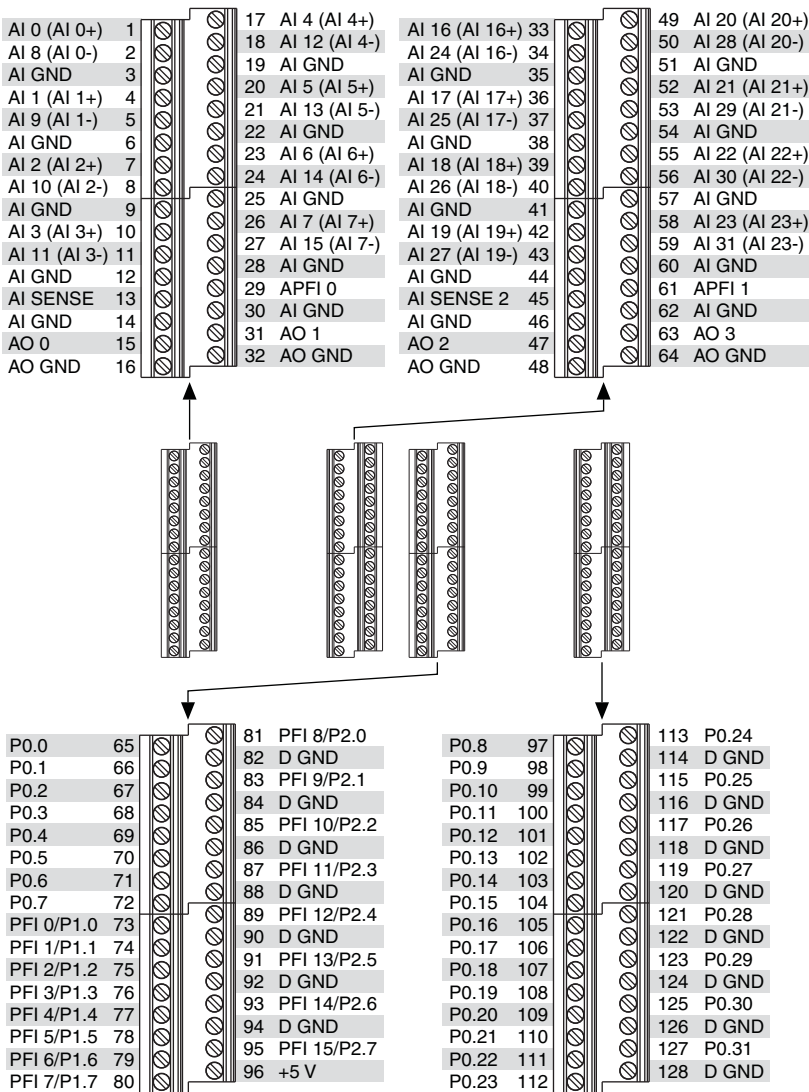 AI 0 (AI 0+) 1
AI 8 (AI 0-) 2
AI GND 3
AI 1 (AI 1+) 4
AI 9 (AI 1-) 5
AI GND 6
AI 2 (AI 2+) 7
AI 10 (AI 2-) 8
AI GND 9
AI 3 (AI 3+) 10
AI 11 (AI 3-) 11
AI GND 12
AI SENSE 13
AI GND 14
AO 0 15
AO GND 16
17 AI 4 (AI 4+)
18 AI 12 (AI 4-)
19 AI GND
20 AI 5 (AI 5+)
21 AI 13 (AI 5-)
22 AI GND
23 AI 6 (AI 6+)
24 AI 14 (AI 6-)
25 AI GND
26 AI 7 (AI 7+)
27 AI 15 (AI 7-)
28 AI GND
29 APFI 0
30 AI GND
31 AO 1
32 AO GND
AI 16 (AI 16+) 33
AI 24 (AI 16-) 34
AI GND 35
AI 17 (AI 17+) 36
AI 25 (AI 17-) 37
AI GND 38
AI 18 (AI 18+) 39
AI 26 (AI 18-) 40
AI GND 41
AI 19 (AI 19+) 42
AI 27 (AI 19-) 43
AI GND 44
AI SENSE 2 45
AI GND 46
AO 2 47
AO GND 48
49 AI 20 (AI 20+)
50 AI 28 (AI 20-)
51 AI GND
52 AI 21 (AI 21+)
53 AI 29 (AI 21-)
54 AI GND
55 AI 22 (AI 22+)
56 AI 30 (AI 22-)
57 AI GND
58 AI 23 (AI 23+)
59 AI 31 (AI 23-)
60 AI GND
61 APFI 1
62 AI GND
63 AO 3
64 AO GND
P0.0 65
P0.1 66
P0.2 67
P0.3 68
P0.4 69
P0.5 70
P0.6 71
P0.7 72
PFI 0/P1.0 73
PFI 1/P1.1 74
PFI 2/P1.2 75
PFI 3/P1.3 76
PFI 4/P1.4 77
PFI 5/P1.5 78
PFI 6/P1.6 79
PFI 7/P1.7 80
81 PFI 8/P2.0
82 D GND
83 PFI 9/P2.1
84 D GND
85 PFI 10/P2.2
86 D GND
87 PFI 11/P2.3
88 D GND
89 PFI 12/P2.4
90 D GND
91 PFI 13/P2.5
92 D GND
93 PFI 14/P2.6
94 D GND
95 PFI 15/P2.7
96 +5 V
P0.8 97
P0.9 98
P0.10 99
P0.11 100
P0.12 101
P0.13 102
P0.14 103
P0.15 104
P0.16 105
P0.17 106
P0.18 107
P0.19 108
P0.20 109
P0.21 110
P0.22 111
P0.23 112
113 P0.24
114 D GND
115 P0.25
116 D GND
117 P0.26
118 D GND
119 P0.27
120 D GND
121 P0.28
122 D GND
123 P0.29
124 D GND
125 P0.30
126 D GND
127 P0.31
128 D GND